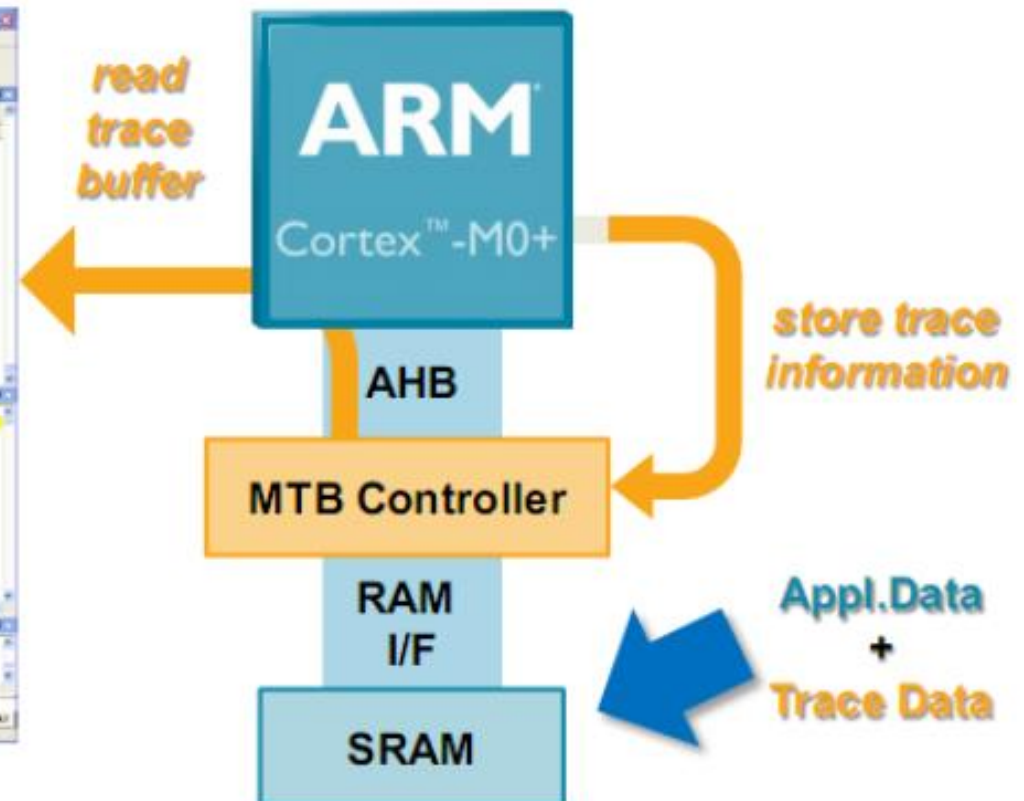 read
trace
buffer
ARM
Cortex™-M0+
AHB
store trace
information
MTB Controller
RAM
I/F
Appl.Data
+
Trace Data
SRAM